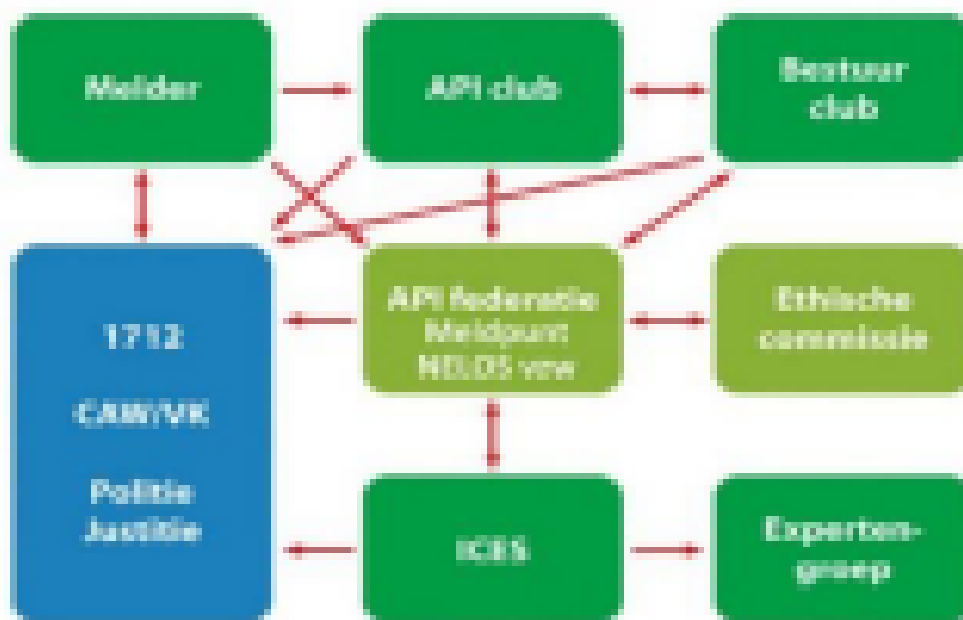 Melder
API club
Bestuur
club
1712
CAW/VK
Politie
Justitie
API federatie
Meldpunt
NELOS vzw
Ethische
commissie
ICES
Experten-
groep